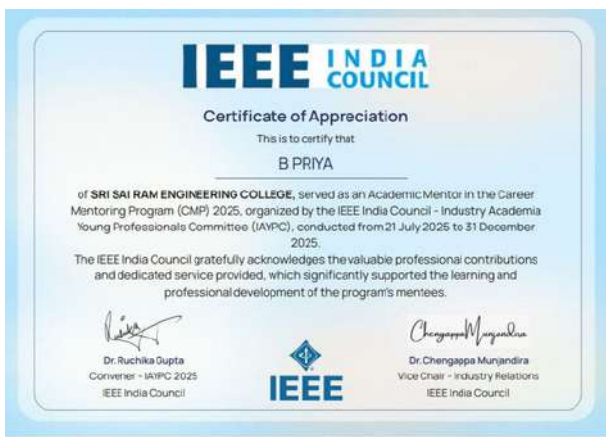 IEEE INDIA COUNCIL
Certificate of Appreciation
This is to certify that
B PRIYA
of SRI SAI RAM ENGINEERING COLLEGE, served as an Academic Mentor in the Career
Mentoring Program (CMP) 2025, organized by the IEEE India Council - Industry Academia
Young Professionals Committee (IAYPC), conducted from 21 July 2025 to 31 December
2025.
The IEEE India Council gratefully acknowledges the valuable professional contributions
and dedicated service provided, which significantly supported the learning and
professional development of the program's mentees.
Chengappa Munjandira
Dr. Ruchika Gupta
Convener - IAYPC 2025
IEEE India Council
IEEE
Dr. Chengappa Munjandira
Vice Chair - Industry Relations
IEEE India Council